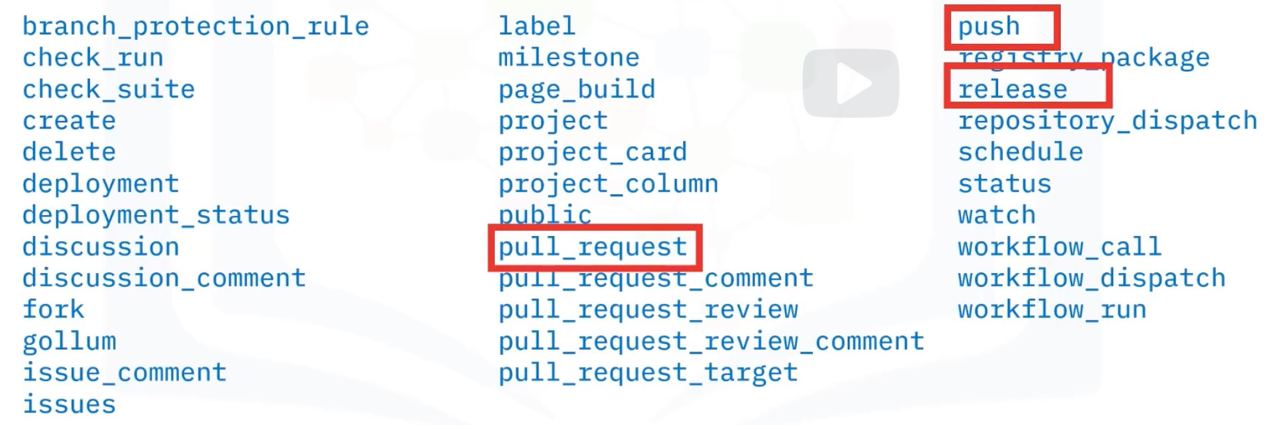 branch_protection_rule
check_run
check_suite
create
delete
deployment
deployment_status
discussion
discussion_comment
fork
gollum
issue_comment
issues
label
milestone
page_build
project
project_card
project_column
public
pull_request
pull_request_comment
pull_request_review
pull_request_review_comment
pull_request_target
push
registry_package
release
repository_dispatch
schedule
status
watch
workflow_call
workflow_dispatch
workflow_run